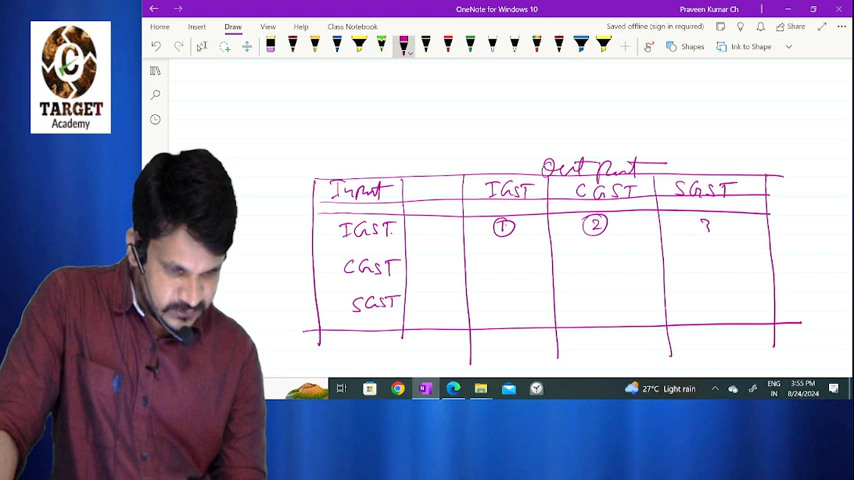 OneNote for Windows 10
Praveen Kumar Ch
Home Insert Draw View Help Class Notebook
Saved offline (sign in required) Share
Shapes Ink to Shape
C
TARGET
Academy
Out put
Input IGST CGST SGST
IGST 1 2 3
CGST
SGST
27°C Light rain
ENG
IN
3:55 PM
8/24/2024